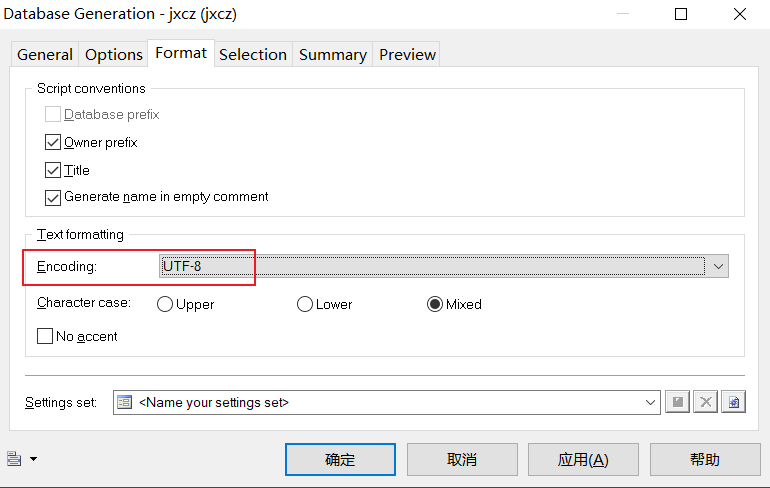 Database Generation - jxcz (jxcz)
General Options Format Selection Summary Preview
Script conventions
Database prefix
Owner prefix
Title
Generate name in empty comment
Text formatting
Encoding: UTF-8
Character case: Upper Lower Mixed
No accent
Settings set: <Name your settings set>
确定 取消 应用(A) 帮助